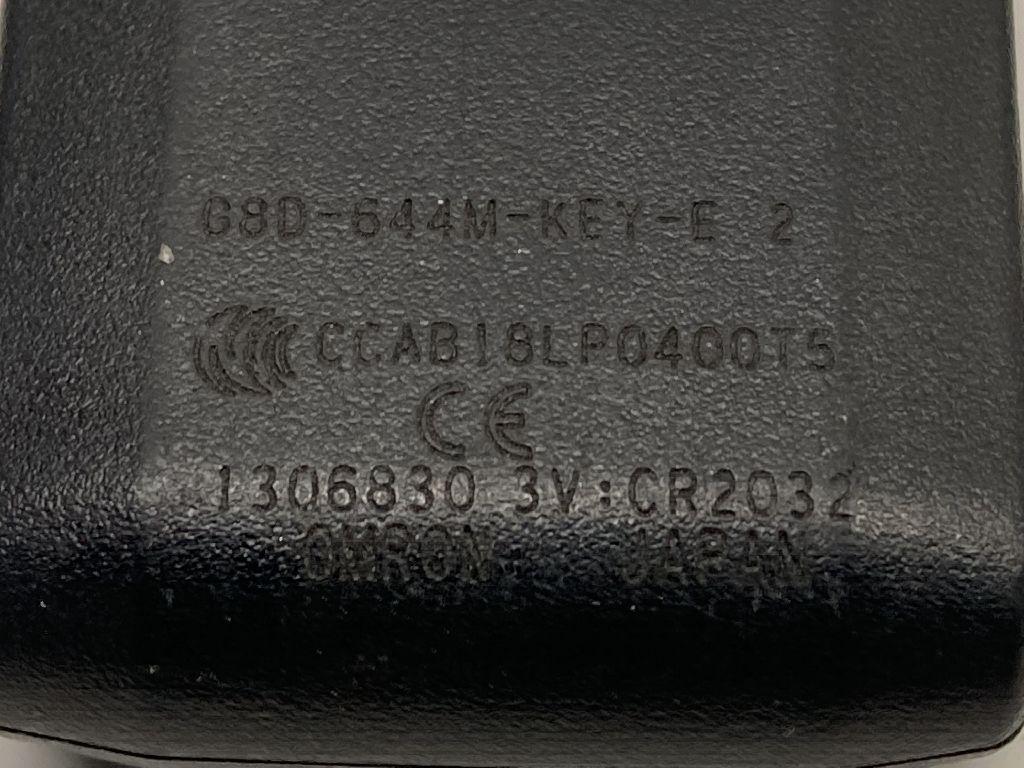 G8D-644M-KEY-E 2
CCAB18LP0400T5
CE
1306830 3V:CR2032
OMRON JAPAN